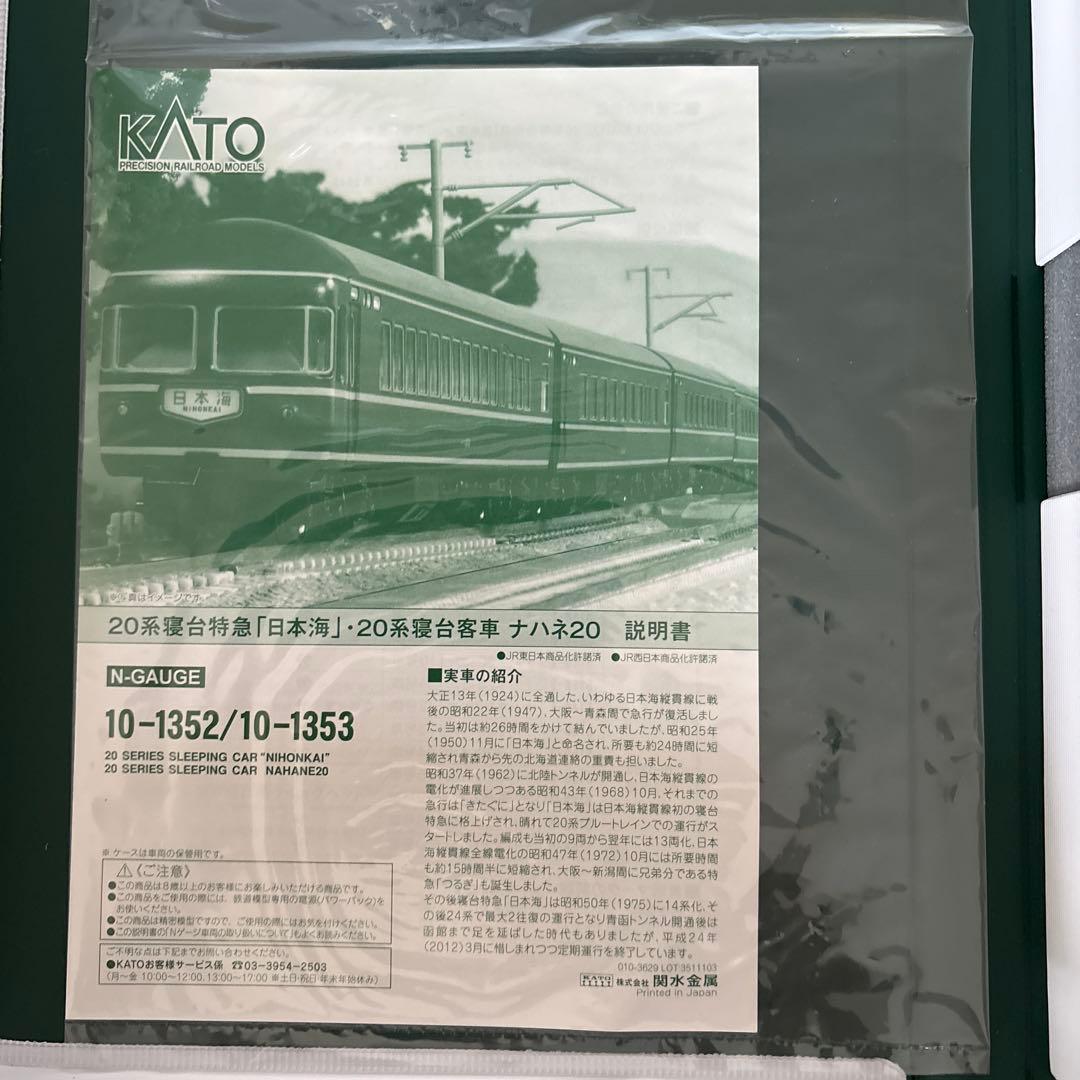 KATO
PRECISION RAILROAD MODELS
日本海
NIHONKAI
※写真はイメージです。
20系寝台特急「日本海」・20系寝台客車 ナハネ20 説明書
●JR東日本商品化許諾済 ●JR西日本商品化許諾済
N-GAUGE
10-1352/10-1353
20 SERIES SLEEPING CAR "NIHONKAI"
20 SERIES SLEEPING CAR NAHANE20
※ ケースは車両の保管用です。
⚠《ご注意》
●この商品は8歳以上のお客様にお楽しみいただける商品です。
●この商品をご使用の際には、鉄道模型専用の電源(パワーパック)を
お使いください。
●この商品は精密模型ですので、ご使用の際にはお気を付けください。
●この説明書の「Nゲージ車両の取り扱いについて」もよくお読みください。
ご不明な点は下記までお問い合わせください。
●KATOお客様サービス係 ☎03-3954-2503
(月〜金 10:00〜12:00、13:00〜17:00 ※土日・祝日・年末年始休み)
■実車の紹介
大正13年(1924)に全通した、いわゆる日本海縦貫線に戦
後の昭和22年(1947)、大阪〜青森間で急行が復活しまし
た。当初は約26時間をかけて結んでいましたが、昭和25年
(1950)11月に「日本海」と命名され、所要も約24時間に短
縮され青森から先の北海道連絡の重責も担いました。
昭和37年(1962)に北陸トンネルが開通し、日本海縦貫線の
電化が進展しつつある昭和43年(1968)10月、それまでの
急行は「きたぐに」となり「日本海」は日本海縦貫線初の寝台
特急に格上げされ、晴れて20系ブルートレインでの運行がス
タートしました。編成も当初の9両から翌年には13両化、日本
海縦貫線全線電化の昭和47年(1972)10月には所要時間
も約15時間半に短縮され、大阪〜新潟間に兄弟分である特
急「つるぎ」も誕生しました。
その後寝台特急「日本海」は昭和50年(1975)に14系化、そ
の後24系で最大2往復の運行となり青函トンネル開通後は
函館まで足を延ばした時代もありましたが、平成24年
(2012)3月に惜しまれつつ定期運行を終了しています。
010-3629 LOT 3511103
KATO 株式会社 関水金属
Printed in Japan